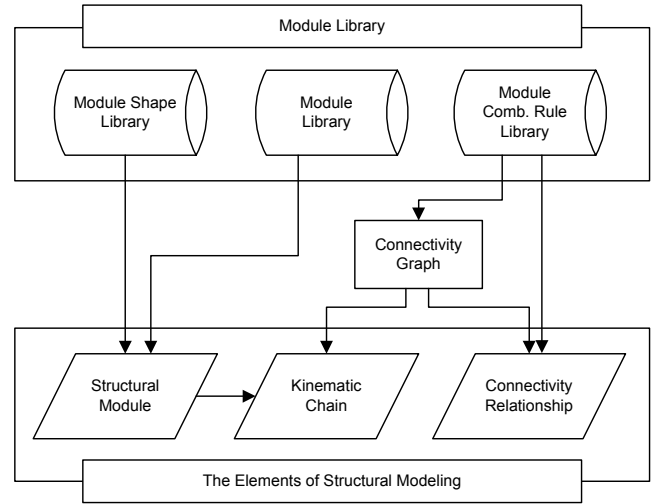 Module Library
Module Shape
Library
Module
Library
Module
Comb. Rule
Library
Connectivity
Graph
Structural
Module
Kinematic
Chain
Connectivity
Relationship
The Elements of Structural Modeling